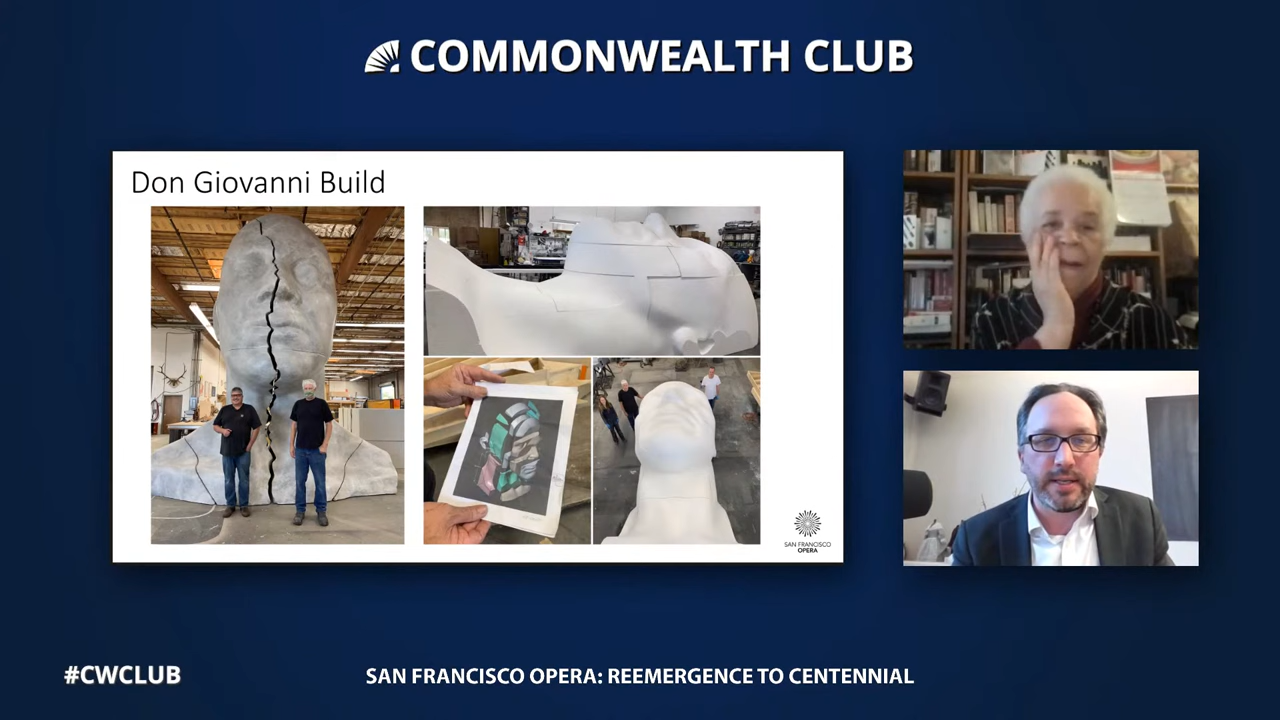 COMMONWEALTH CLUB
Don Giovanni Build
SAN FRANCISCO
OPERA
#CWCLUB
SAN FRANCISCO OPERA: REEMERGENCE TO CENTENNIAL